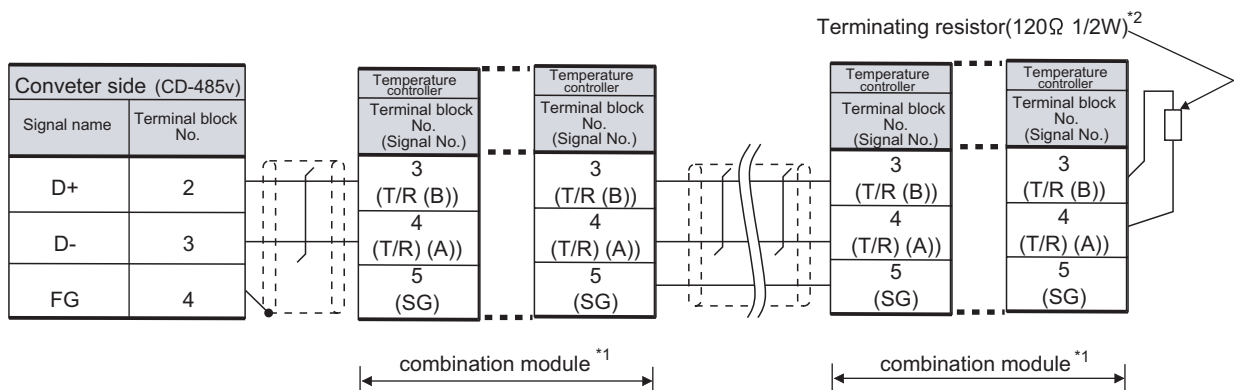 Terminating resistor(120Ω 1/2W)*2
Conveter side (CD-485v)
Signal name
Terminal block
No.
D+
2
D-
3
FG
4
Temperature
controller
Terminal block
No.
(Signal No.)
3
(T/R (B))
4
(T/R) (A))
5
(SG)
Temperature
controller
Terminal block
No.
(Signal No.)
3
(T/R (B))
4
(T/R) (A))
5
(SG)
Temperature
controller
Terminal block
No.
(Signal No.)
3
(T/R (B))
4
(T/R) (A))
5
(SG)
Temperature
controller
Terminal block
No.
(Signal No.)
3
(T/R (B))
4
(T/R) (A))
5
(SG)
combination module *1
combination module *1